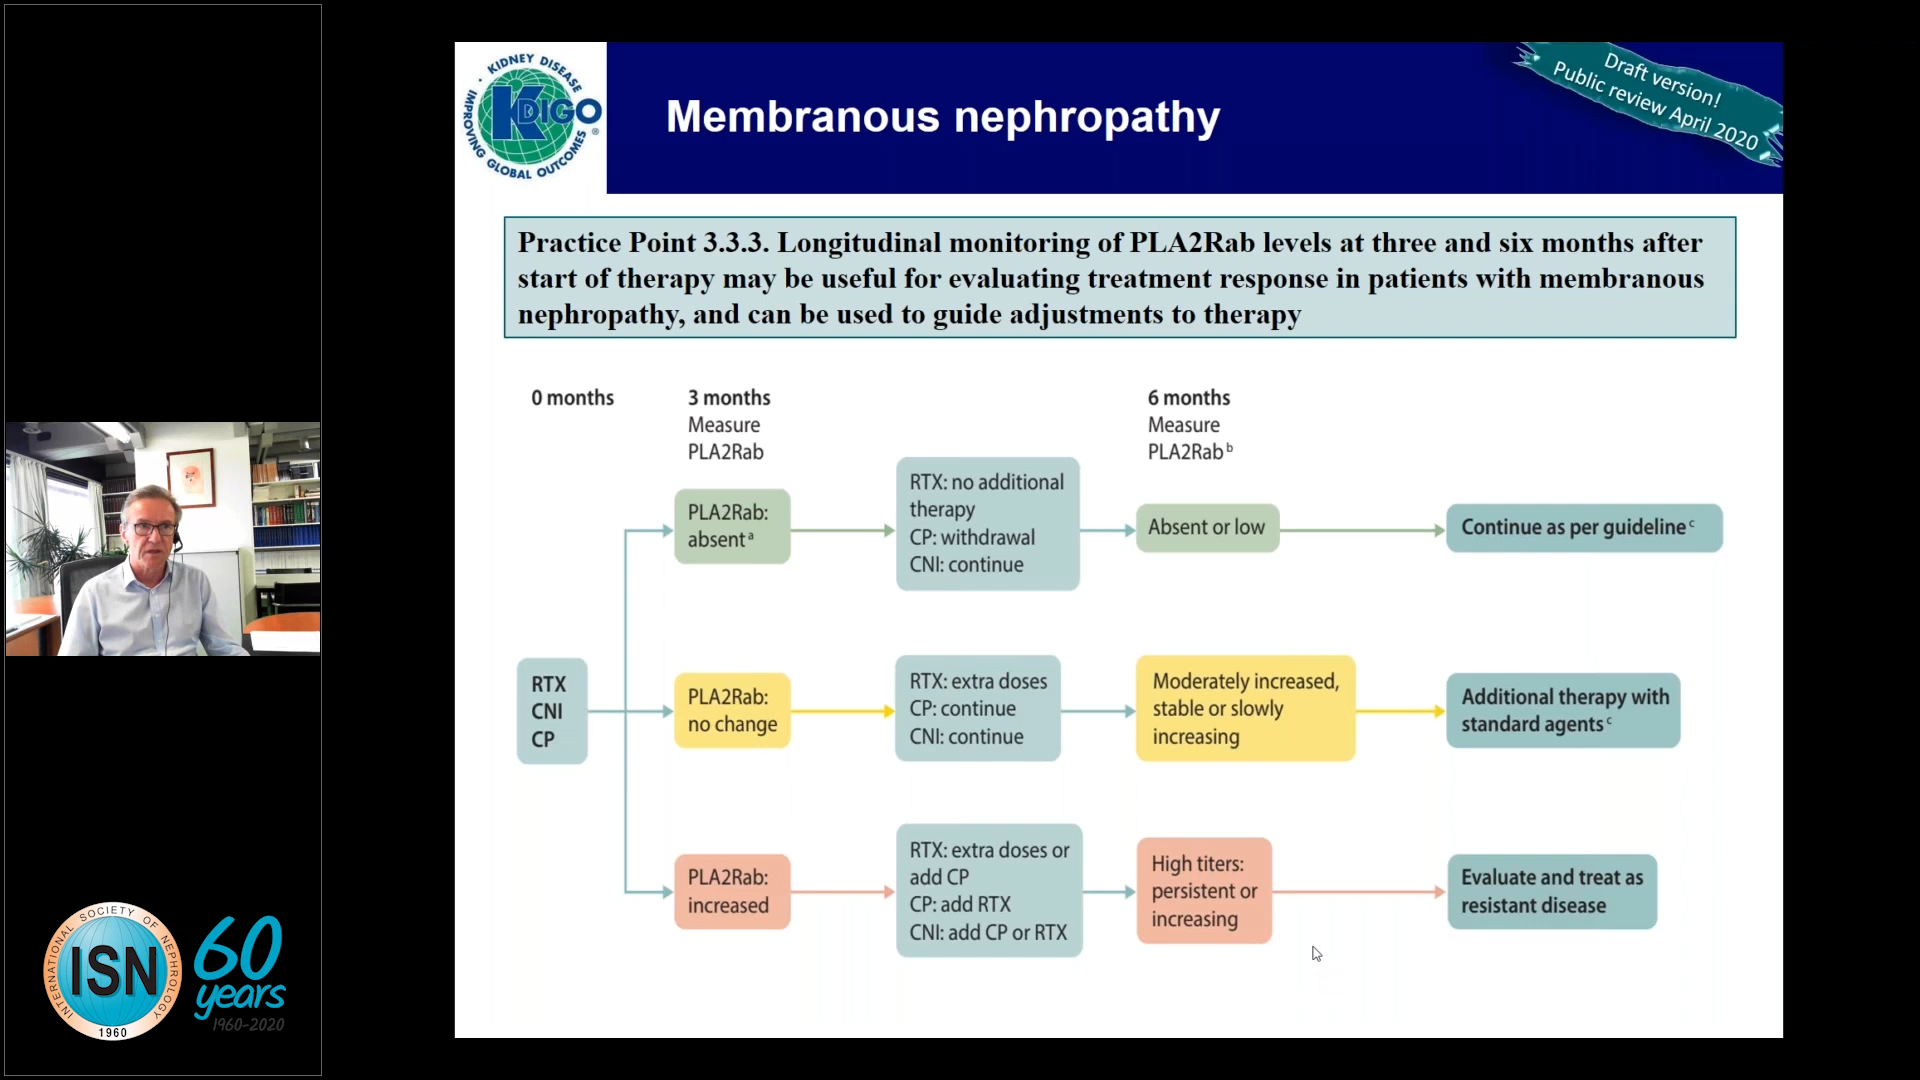 KIDNEY DISEASE
IMPROVING GLOBAL OUTCOMES
KDIGO
®
Membranous nephropathy
Draft version!
Public review April 2020
Practice Point 3.3.3. Longitudinal monitoring of PLA2Rab levels at three and six months after
start of therapy may be useful for evaluating treatment response in patients with membranous
nephropathy, and can be used to guide adjustments to therapy
0 months
3 months
Measure
PLA2Rab
6 months
Measure
PLA2Rab b
PLA2Rab:
absent a
RTX: no additional
therapy
CP: withdrawal
CNI: continue
Absent or low
Continue as per guideline c
RTX
CNI
CP
PLA2Rab:
no change
RTX: extra doses
CP: continue
CNI: continue
Moderately increased,
stable or slowly
increasing
Additional therapy with
standard agents c
PLA2Rab:
increased
RTX: extra doses or
add CP
CP: add RTX
CNI: add CP or RTX
High titers:
persistent or
increasing
Evaluate and treat as
resistant disease
INTERNATIONAL SOCIETY OF NEPHROLOGY
ISN
1960
60
years
1960-2020